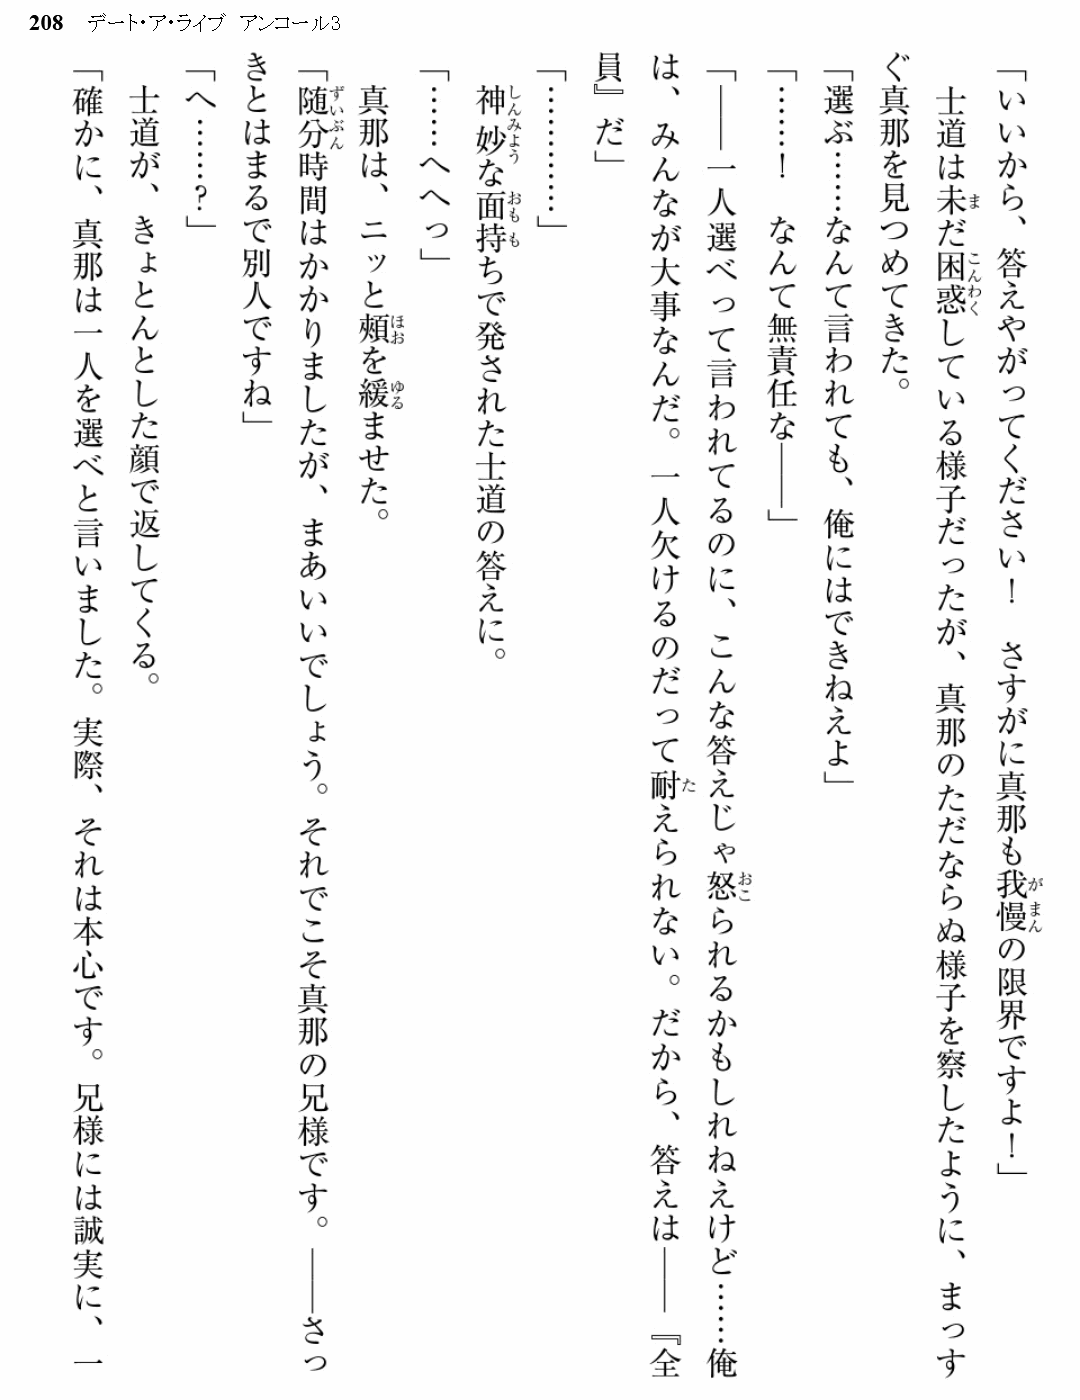 208 デート・ア・ライブ アンコール3
「いいから、答えやがってください！　さすがに真那も我慢の限界ですよ！」
　士道は未だ困惑している様子だったが、真那のただならぬ様子を察したように、まっす
ぐ真那を見つめてきた。
「選ぶ……なんて言われても、俺にはできねえよ」
「……！　なんて無責任な――」
「――一人選べって言われてるのに、こんな答えじゃ怒られるかもしれねえけど……俺
は、みんなが大事なんだ。一人欠けるのだって耐えられない。だから、答えは――『全
員』だ」
「…………」
　神妙な面持ちで発された士道の答えに。
「……へへっ」
　真那は、ニッと頬を緩ませた。
「随分時間はかかりましたが、まあいいでしょう。それでこそ真那の兄様です。――さっ
きとはまるで別人ですね」
「へ……？」
　士道が、きょとんとした顔で返してくる。
「確かに、真那は一人を選べと言いました。実際、それは本心です。兄様には誠実に、一